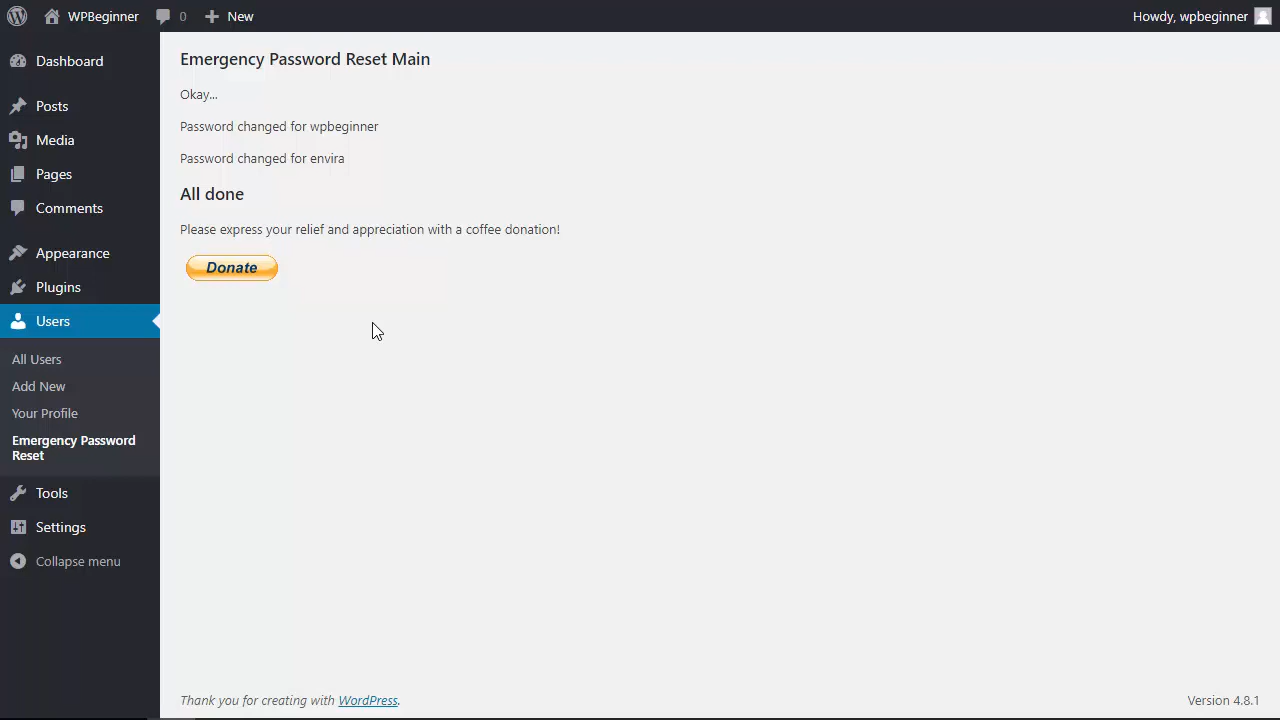 WPBeginner
0
New
Howdy, wpbeginner
Dashboard
Posts
Media
Pages
Comments
Appearance
Plugins
Users
All Users
Add New
Your Profile
Emergency Password
Reset
Tools
Settings
Collapse menu
Emergency Password Reset Main
Okay...
Password changed for wpbeginner
Password changed for envira
All done
Please express your relief and appreciation with a coffee donation!
Donate
Thank you for creating with WordPress.
Version 4.8.1